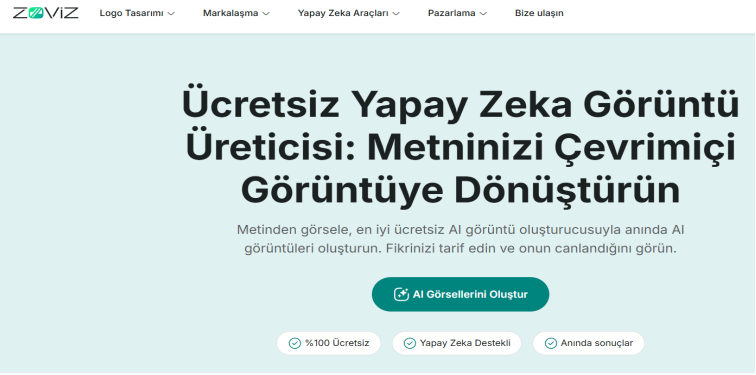 ZOViZ
Logo Tasarımı
Markalaşma
Yapay Zeka Araçları
Pazarlama
Bize ulaşın
Ücretsiz Yapay Zeka Görüntü
Üreticisi: Metninizi Çevrimiçi
Görüntüye Dönüştürün
Metinden görsele, en iyi ücretsiz AI görüntü oluşturucusuyla anında AI
görüntüleri oluşturun. Fikrinizi tarif edin ve onun canlandığını görün.
AI Görsellerini Oluştur
%100 Ücretsiz
Yapay Zeka Destekli
Anında sonuçlar